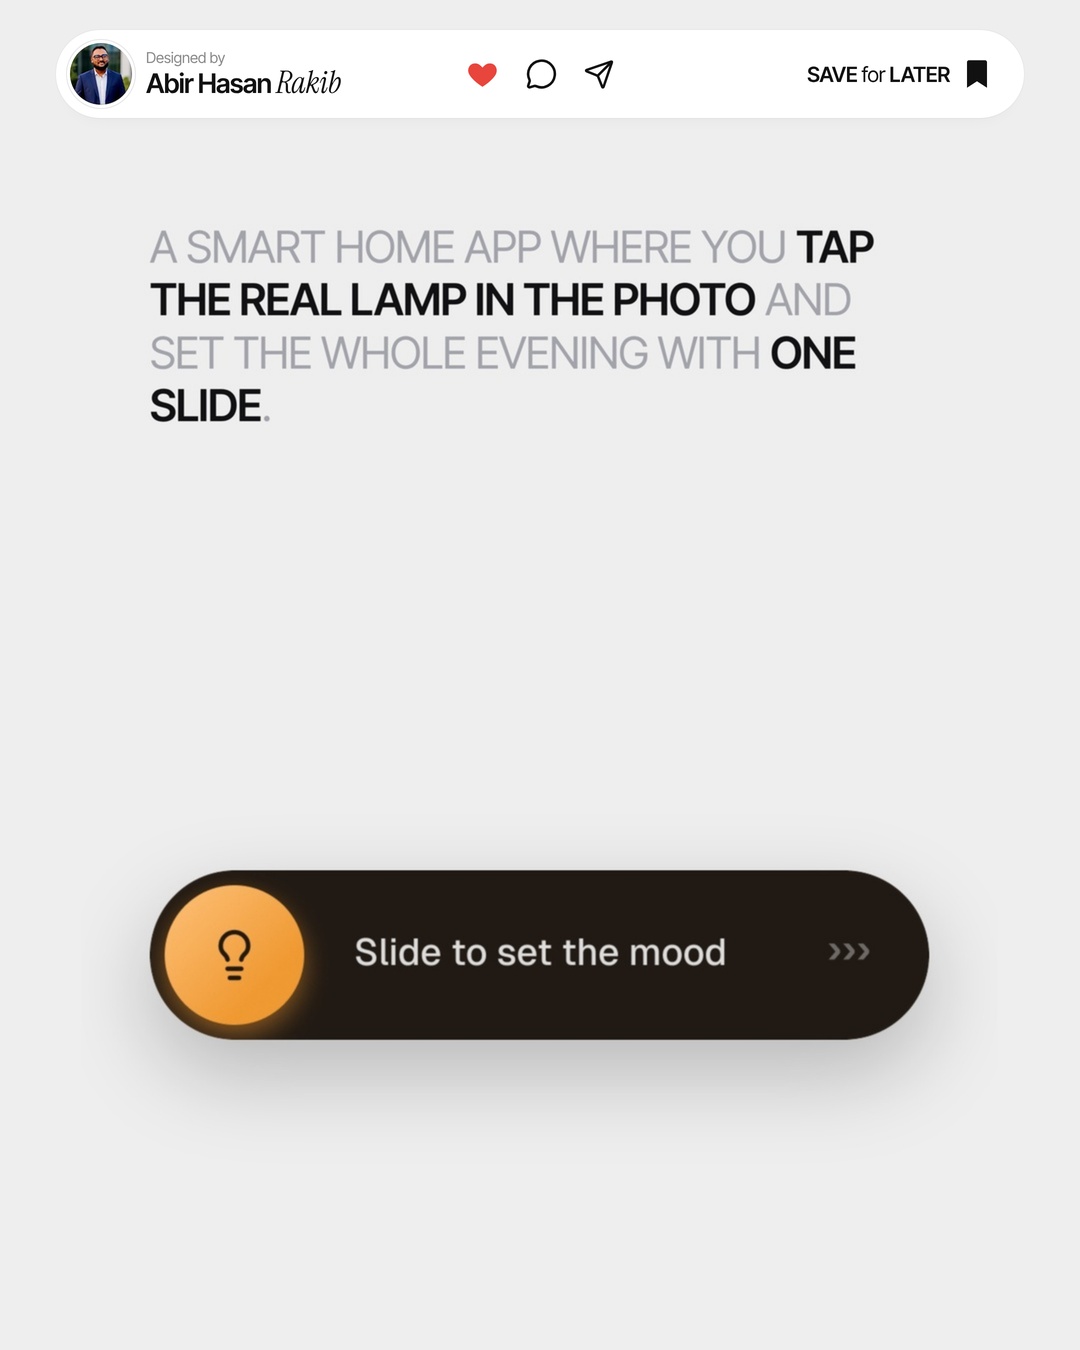 Designed by
Abir Hasan Rakib
SAVE for LATER
A SMART HOME APP WHERE YOU TAP
THE REAL LAMP IN THE PHOTO AND
SET THE WHOLE EVENING WITH ONE
SLIDE.
Slide to set the mood